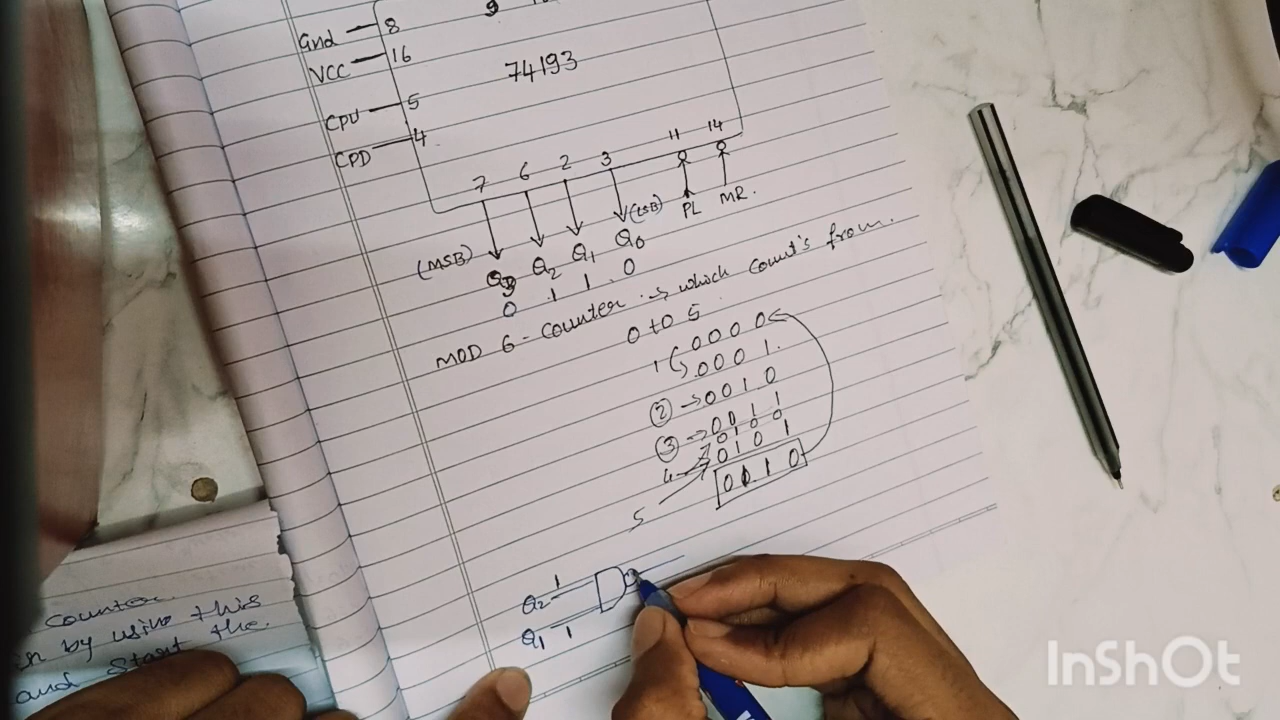 Gnd 8
VCC 16
74193
CPU 5
CPD 4
7 6 2 3 11 14
(MSB) Q3 Q2 Q1 Q0 (LSB) PL MR.
0 1 1 0
MOD 6 - counter → which count's from.
0 to 5
0 0 0 0
1 0 0 0 1.
2 → 0 0 1 0
3 → 0 0 1 1
4 → 0 1 0 0
5 0 1 0 1
0 1 1 0
Q2 1
Q1 1
counter.
by using this
and start the.
InShOt